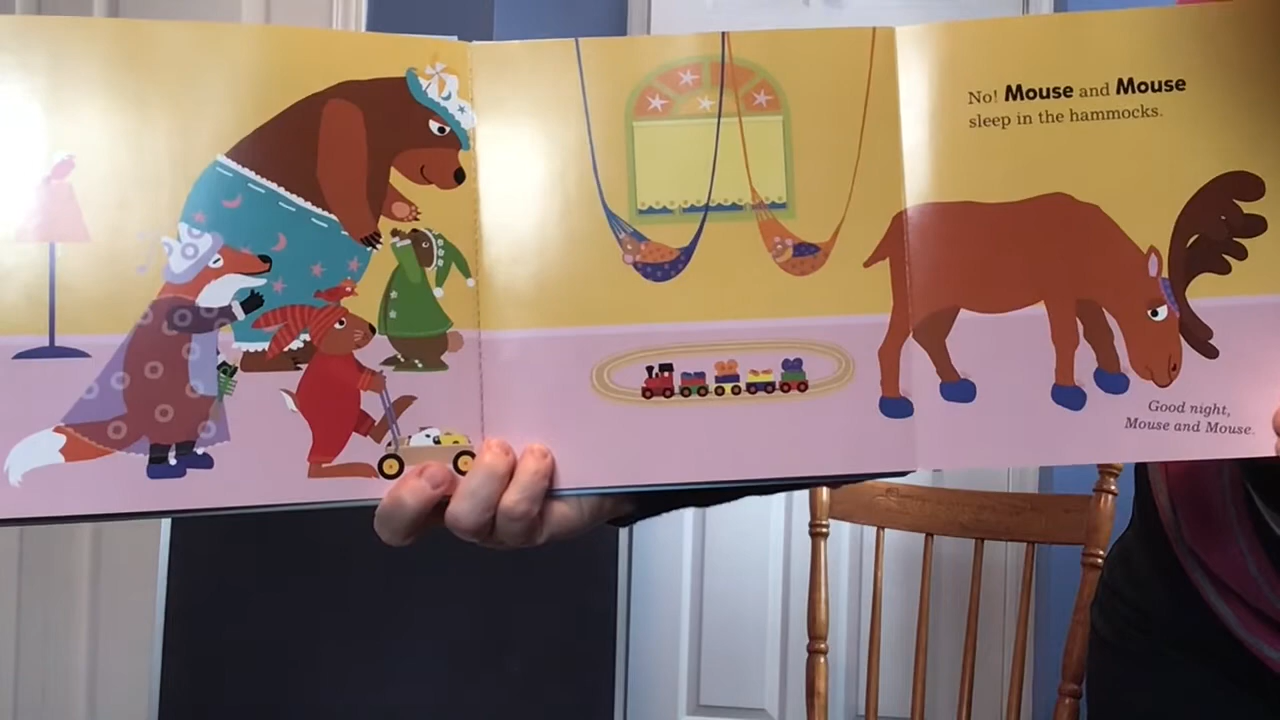 No! Mouse and Mouse
sleep in the hammocks.
Good night,
Mouse and Mouse.